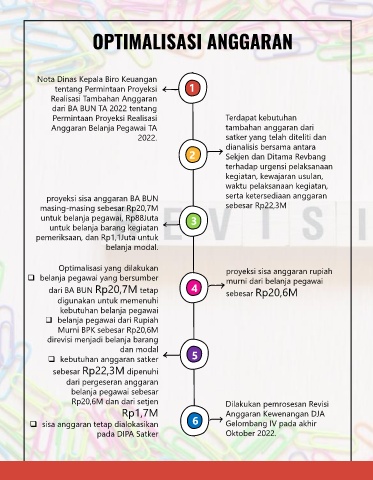 OPTIMALISASI ANGGARAN
Nota Dinas Kepala Biro Keuangan
tentang Permintaan Proyeksi
Realisasi Tambahan Anggaran
dari BA BUN TA 2022 tentang
Permintaan Proyeksi Realisasi
Anggaran Belanja Pegawai TA
2022.
1
Terdapat kebutuhan
tambahan anggaran dari
satker yang telah diteliti dan
dianalisis bersama antara
Sekjen dan Ditama Revbang
terhadap urgensi pelaksanaan
kegiatan, kewajaran usulan,
waktu pelaksanaan kegiatan,
serta ketersediaan anggaran
sebesar Rp22,3M
2
proyeksi sisa anggaran BA BUN
masing-masing sebesar Rp20,7M
untuk belanja pegawai, Rp88Juta
untuk belanja barang kegiatan
pemeriksaan, dan Rp1,1Juta untuk
belanja modal.
3
EVISI
proyeksi sisa anggaran rupiah
murni dari belanja pegawai
sebesar Rp20,6M
4
Optimalisasi yang dilakukan
❑ belanja pegawai yang bersumber
dari BA BUN Rp20,7M tetap
digunakan untuk memenuhi
kebutuhan belanja pegawai
❑ belanja pegawai dari Rupiah
Murni BPK sebesar Rp20,6M
direvisi menjadi belanja barang
dan modal
❑ kebutuhan anggaran satker
sebesar Rp22,3M dipenuhi
dari pergeseran anggaran
belanja pegawai sebesar
Rp20,6M dan dari setjen
Rp1,7M
❑ sisa anggaran tetap dialokasikan
pada DIPA Satker
5
6
Dilakukan pemrosesan Revisi
Anggaran Kewenangan DJA
Gelombang IV pada akhir
Oktober 2022.